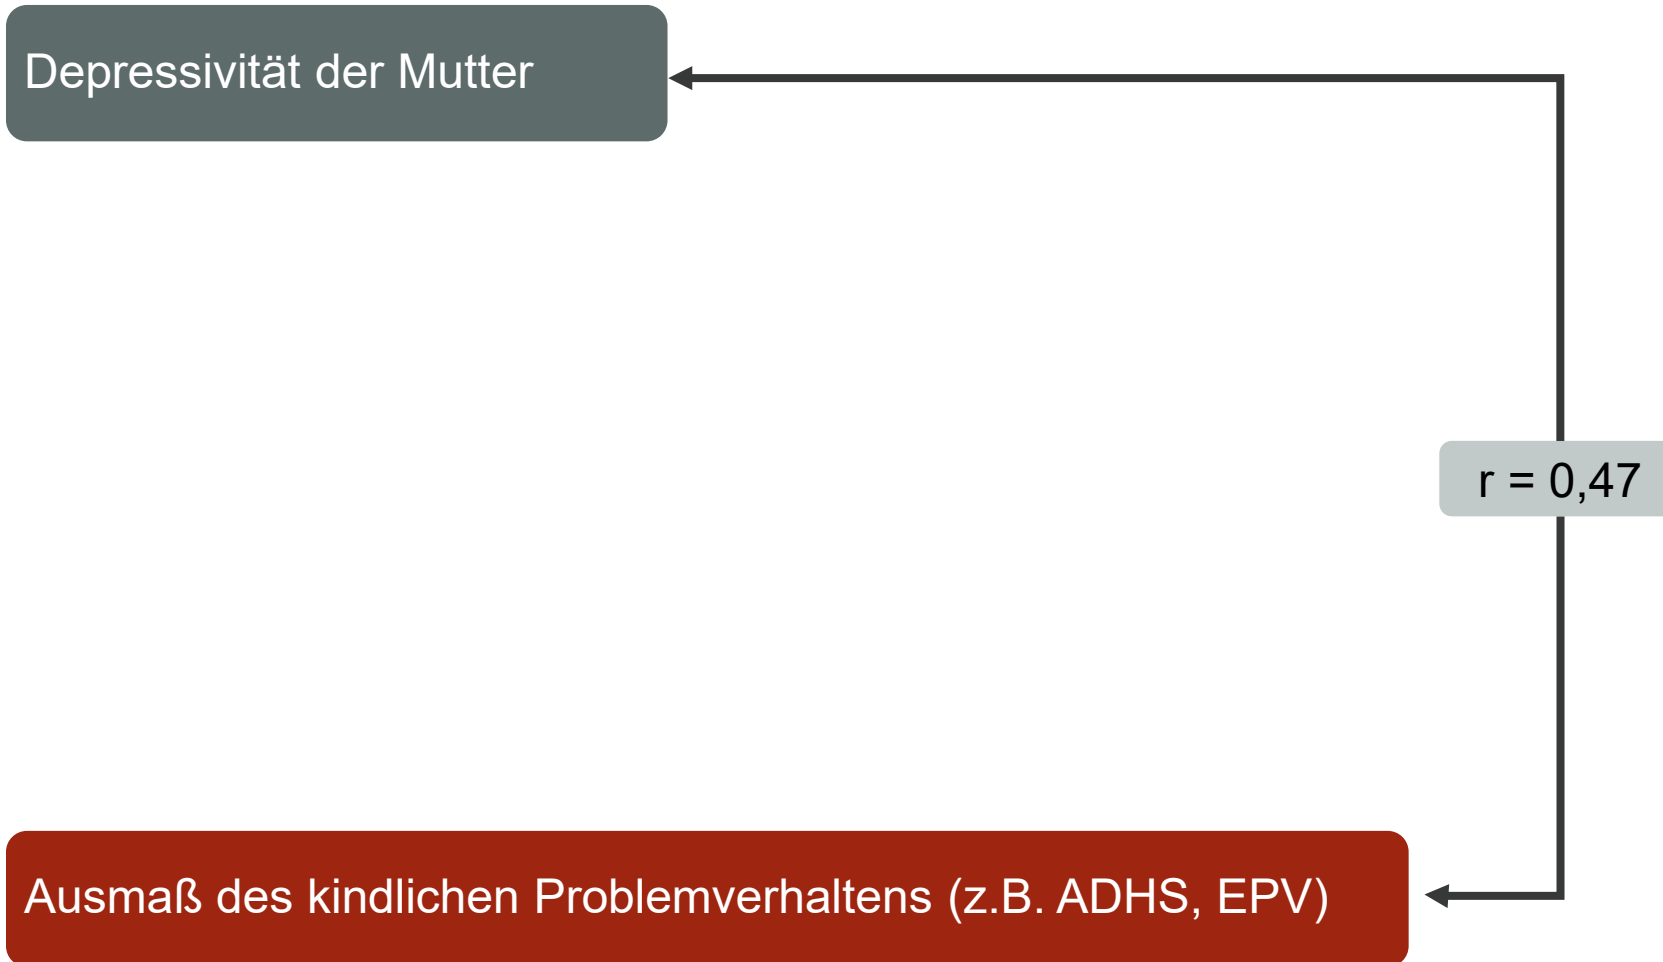 Depressivität der Mutter
r = 0,47
Ausmaß des kindlichen Problemverhaltens (z.B. ADHS, EPV)